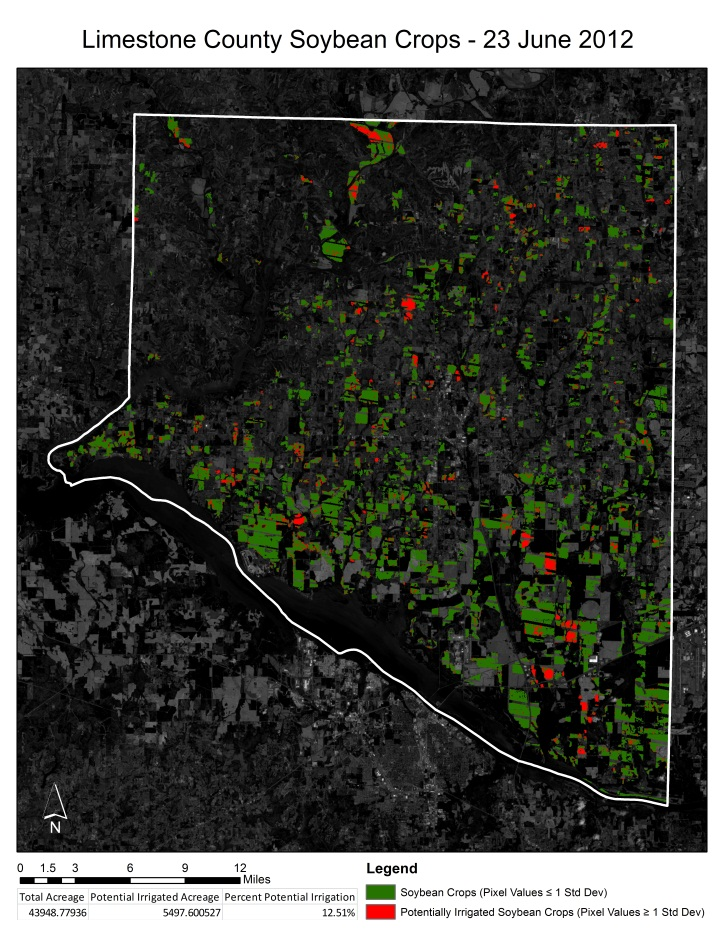 Limestone County Soybean Crops - 23 June 2012
N
0 1.5 3 6 9 12
Miles
Total Acreage Potential Irrigated Acreage Percent Potential Irrigation
43948.77936 5497.600527 12.51%
Legend
Soybean Crops (Pixel Values ≤ 1 Std Dev)
Potentially Irrigated Soybean Crops (Pixel Values ≥ 1 Std Dev)